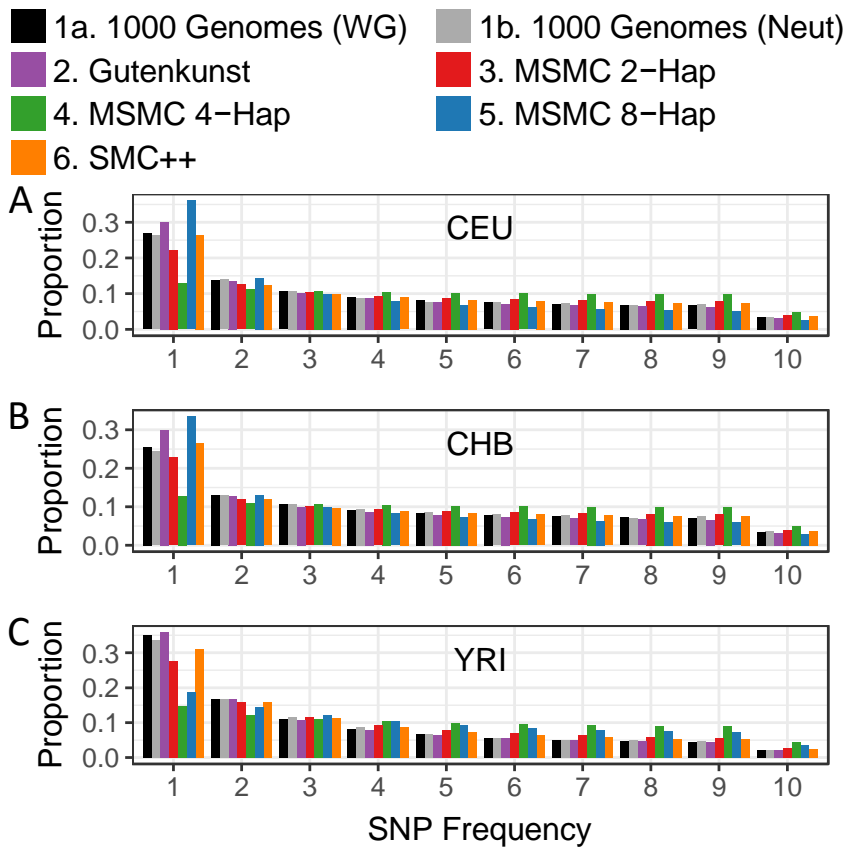 1a. 1000 Genomes (WG)
1b. 1000 Genomes (Neut)
2. Gutenkunst
3. MSMC 2−Hap
4. MSMC 4−Hap
5. MSMC 8−Hap
6. SMC++
A
CEU
Proportion
0.3
0.2
0.1
0.0
1 2 3 4 5 6 7 8 9 10
B
CHB
Proportion
0.3
0.2
0.1
0.0
1 2 3 4 5 6 7 8 9 10
C
YRI
Proportion
0.3
0.2
0.1
0.0
1 2 3 4 5 6 7 8 9 10
SNP Frequency